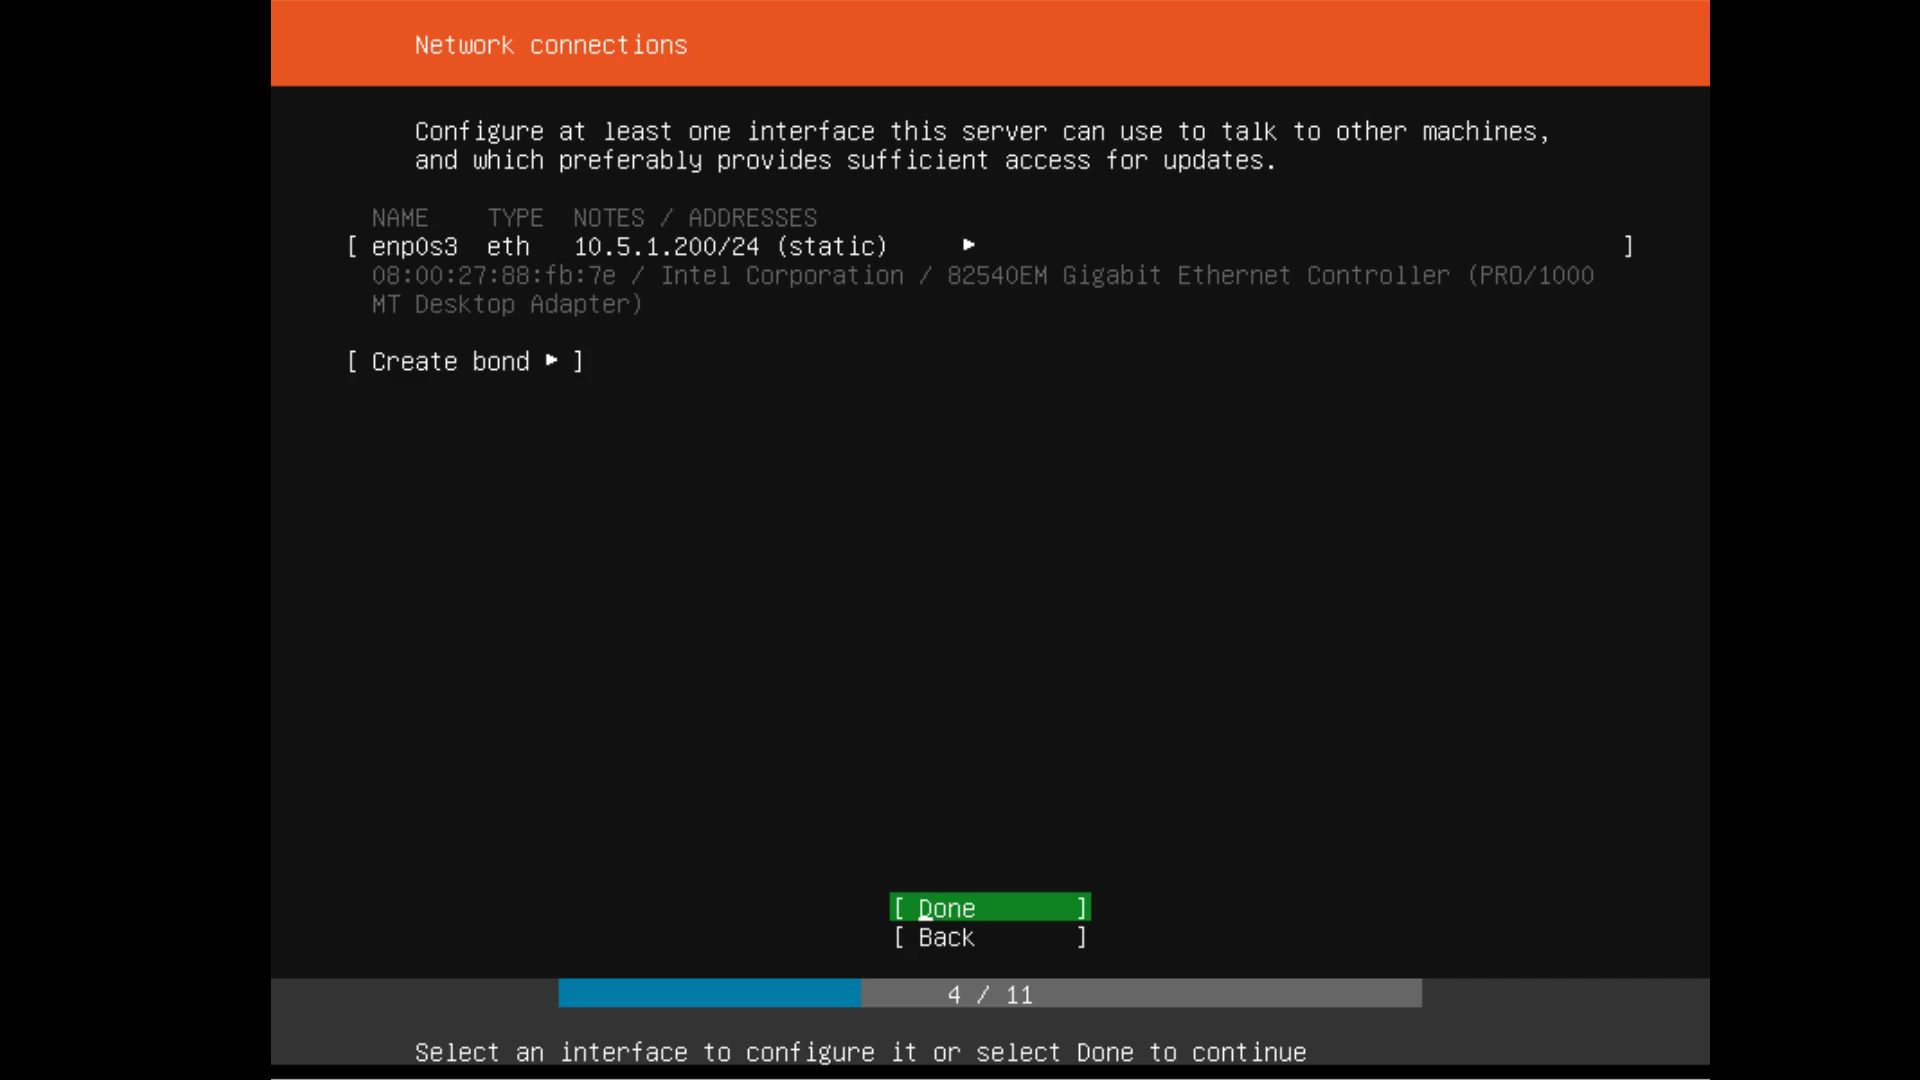 Network connections
Configure at least one interface this server can use to talk to other machines,
and which preferably provides sufficient access for updates.
NAME TYPE NOTES / ADDRESSES
[ enp0s3 eth 10.5.1.200/24 (static) ▸ ]
08:00:27:88:fb:7e / Intel Corporation / 82540EM Gigabit Ethernet Controller (PRO/1000
MT Desktop Adapter)
[ Create bond ▸ ]
[ Done ]
[ Back ]
4 / 11
Select an interface to configure it or select Done to continue